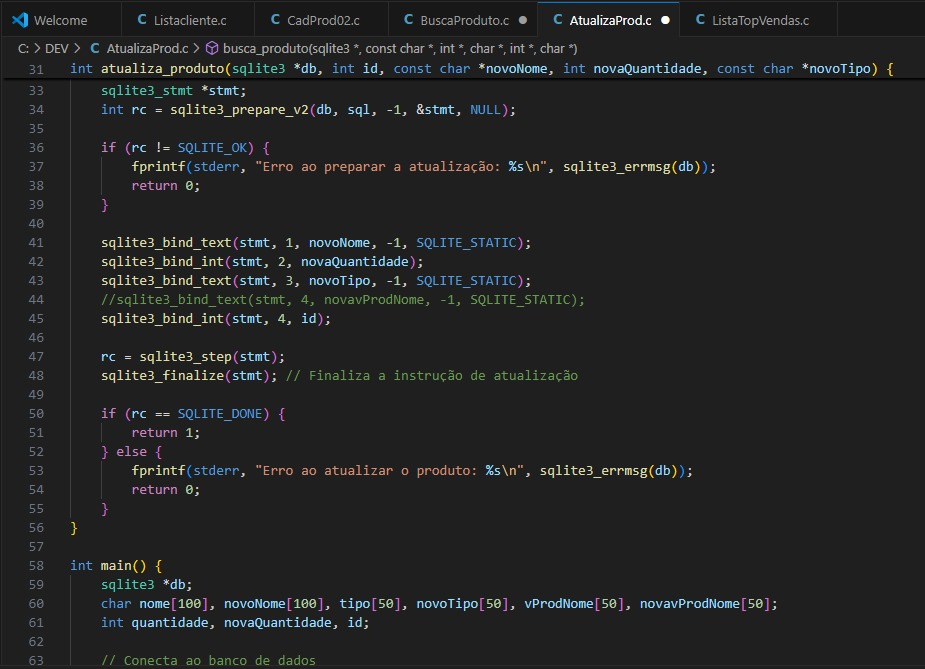 Welcome C Listacliente.c C CadProd02.c C BuscaProduto.c C AtualizaProd.c C ListaTopVendas.c
C: > DEV > C AtualizaProd.c > busca_produto(sqlite3 *, const char *, int *, char *, int *, char *)
31 int atualiza_produto(sqlite3 *db, int id, const char *novoNome, int novaQuantidade, const char *novoTipo) {
33 sqlite3_stmt *stmt;
34 int rc = sqlite3_prepare_v2(db, sql, -1, &stmt, NULL);
35
36 if (rc != SQLITE_OK) {
37 fprintf(stderr, "Erro ao preparar a atualização: %s\n", sqlite3_errmsg(db));
38 return 0;
39 }
40
41 sqlite3_bind_text(stmt, 1, novoNome, -1, SQLITE_STATIC);
42 sqlite3_bind_int(stmt, 2, novaQuantidade);
43 sqlite3_bind_text(stmt, 3, novoTipo, -1, SQLITE_STATIC);
44 //sqlite3_bind_text(stmt, 4, novavProdNome, -1, SQLITE_STATIC);
45 sqlite3_bind_int(stmt, 4, id);
46
47 rc = sqlite3_step(stmt);
48 sqlite3_finalize(stmt); // Finaliza a instrução de atualização
49
50 if (rc == SQLITE_DONE) {
51 return 1;
52 } else {
53 fprintf(stderr, "Erro ao atualizar o produto: %s\n", sqlite3_errmsg(db));
54 return 0;
55 }
56 }
57
58 int main() {
59 sqlite3 *db;
60 char nome[100], novoNome[100], tipo[50], novoTipo[50], vProdNome[50], novavProdNome[50];
61 int quantidade, novaQuantidade, id;
62
63 // Conecta ao banco de dados